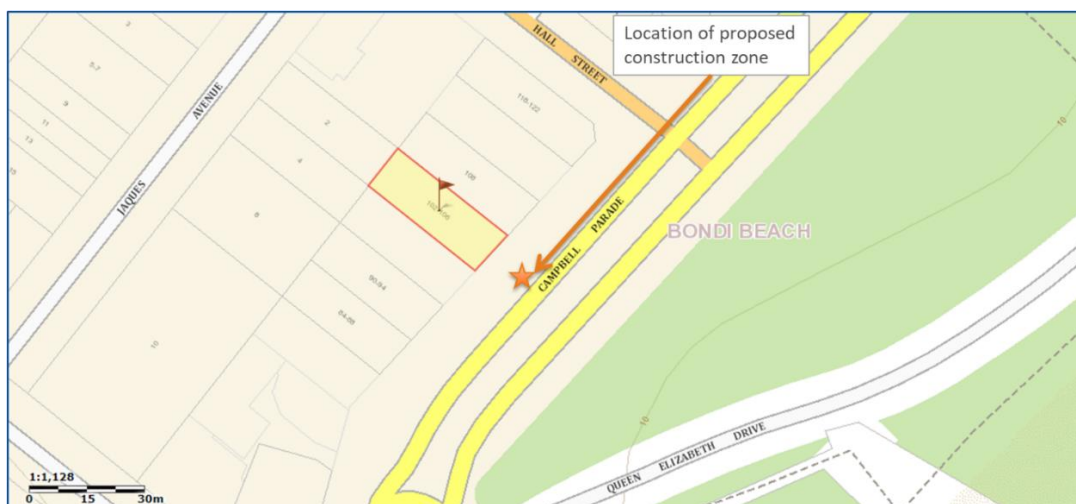 Location of proposed
construction zone
HALL STREET
JAQUES AVENUE
CAMPBELL PARADE
BONDI BEACH
QUEEN ELIZABETH DRIVE
116-122
108
2
4
6
10
3
5-7
9
11
13
90-94
84-88
10
10
1:1,128
0 15 30m